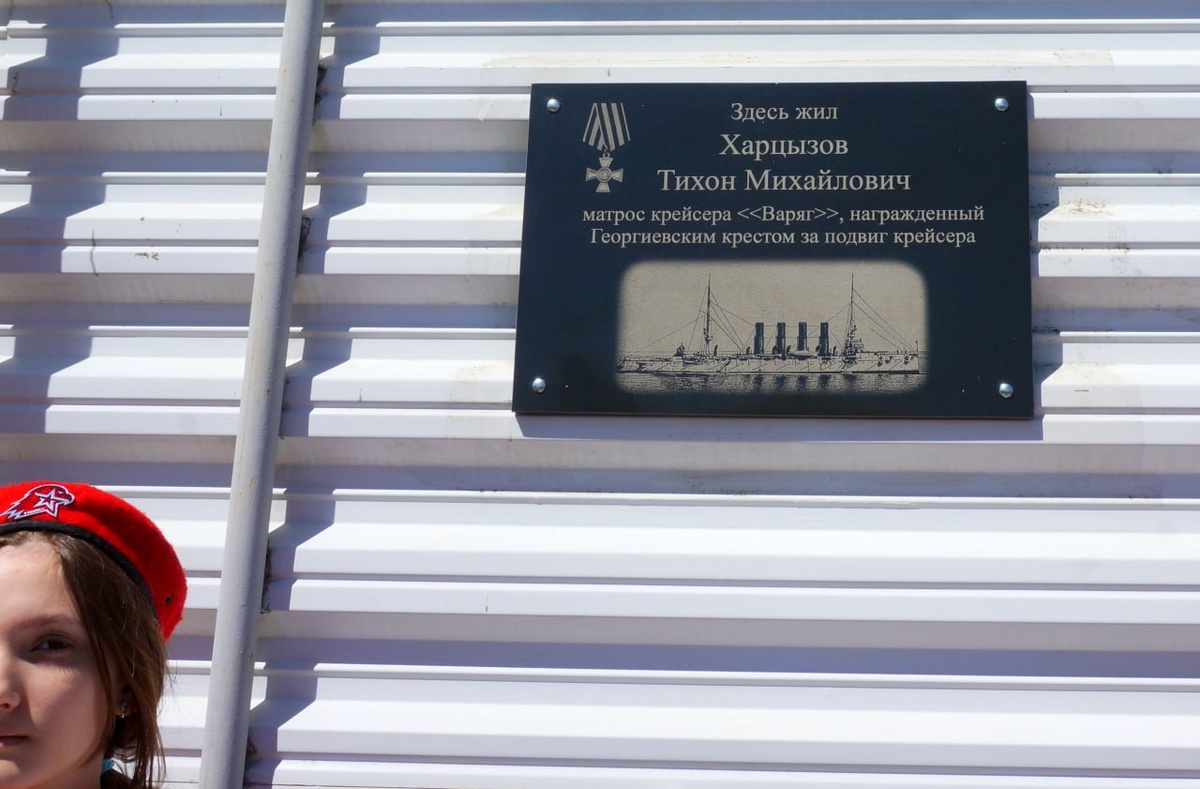 Здесь жил
Харцызов
Тихон Михайлович
матрос крейсера <<Варяг>>, награжденный
Георгиевским крестом за подвиг крейсера